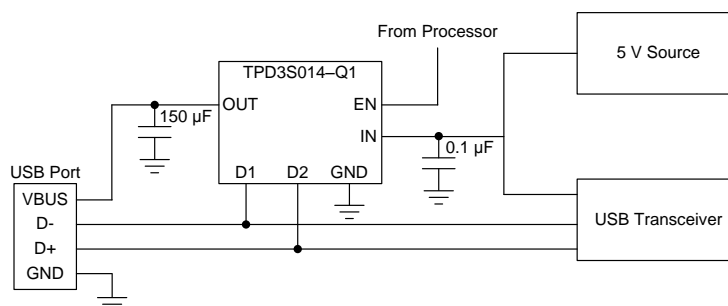 From Processor
TPD3S014–Q1
5 V Source
OUT
EN
150 µF
IN
0.1 µF
USB Port
D1
D2
GND
VBUS
D-
USB Transceiver
D+
GND